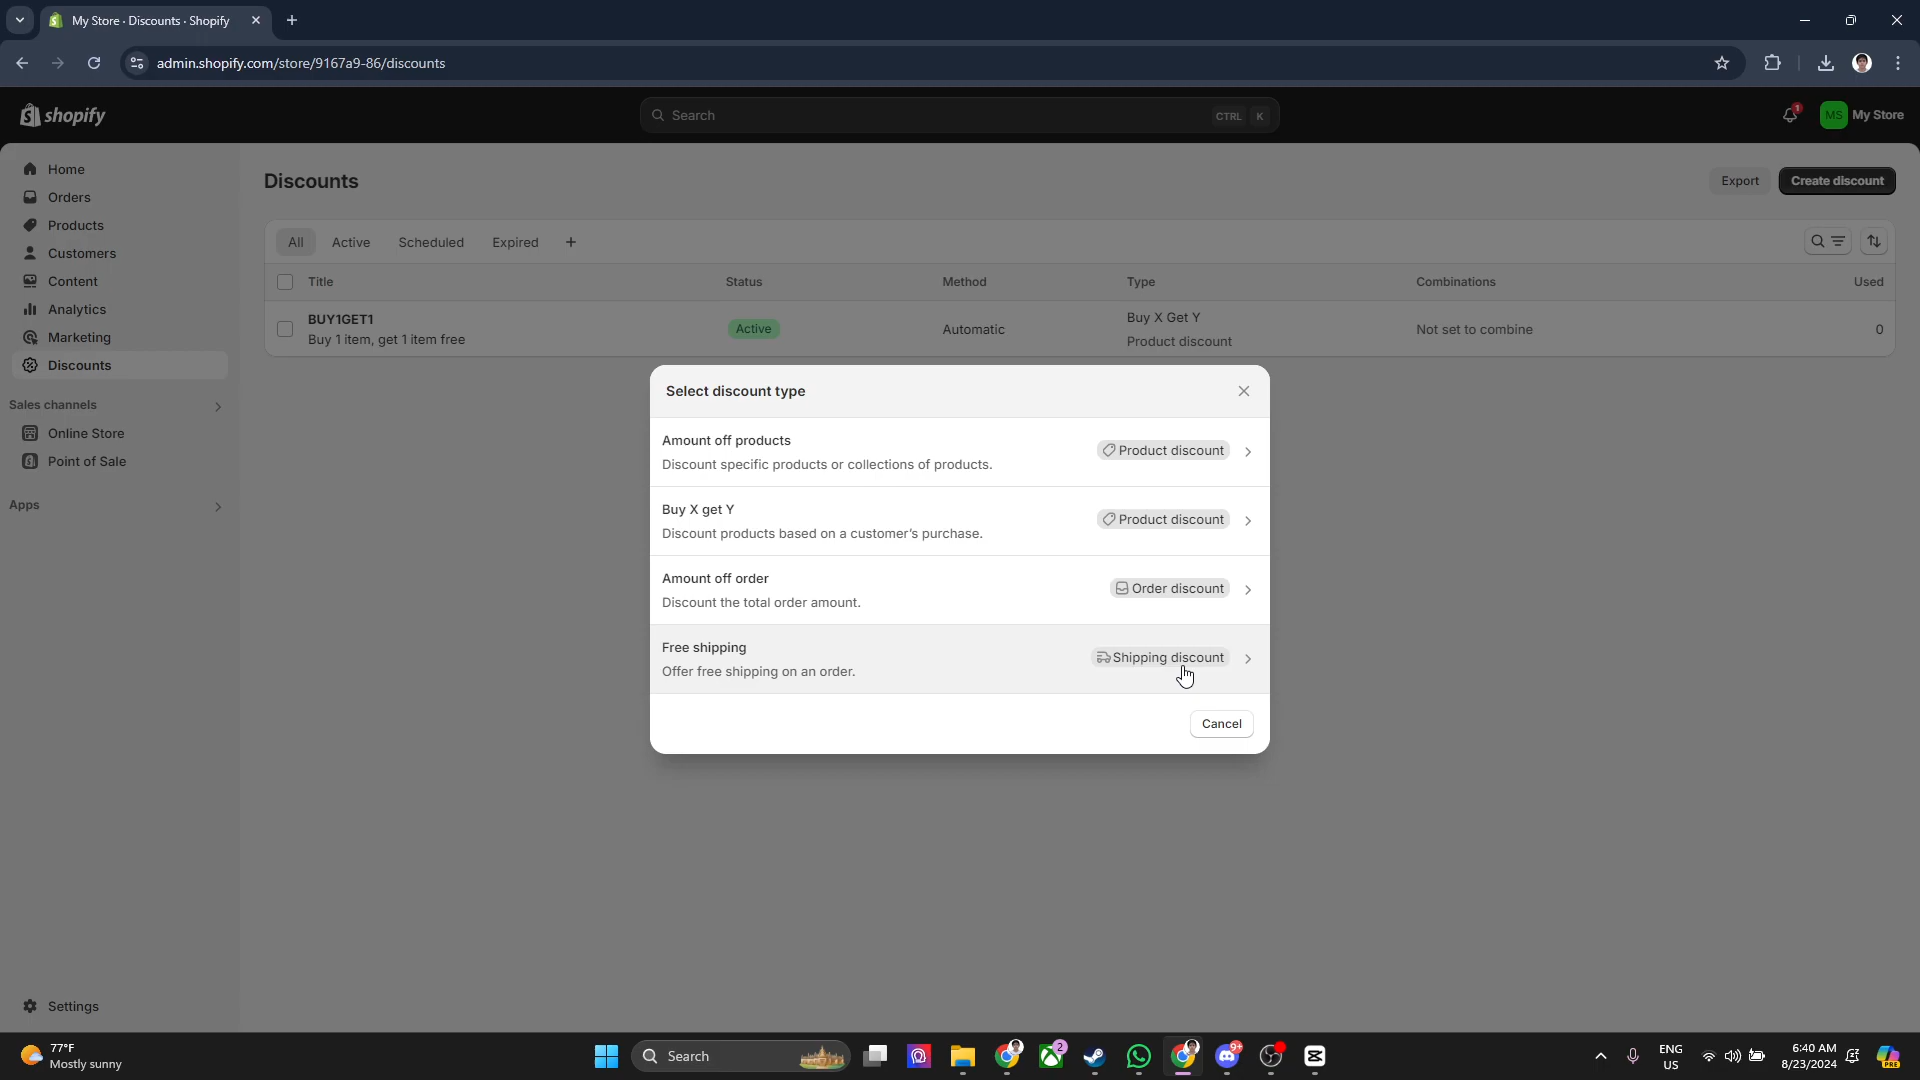 My Store · Discounts · Shopify
admin.shopify.com/store/9167a9-86/discounts
shopify
Search
CTRL K
1
MS My Store
Home
Orders
Products
Customers
Content
Analytics
Marketing
Discounts
Sales channels
Online Store
Point of Sale
Apps
Settings
Discounts
Export
Create discount
All Active Scheduled Expired +
Title Status Method Type Combinations Used
BUY1GET1
Buy 1 item, get 1 item free
Active
Automatic
Buy X Get Y
Product discount
Not set to combine
0
Select discount type
Amount off products
Discount specific products or collections of products.
Product discount
Buy X get Y
Discount products based on a customer's purchase.
Product discount
Amount off order
Discount the total order amount.
Order discount
Free shipping
Offer free shipping on an order.
Shipping discount
Cancel
77°F
Mostly sunny
Search
2
9+
ENG
US
6:40 AM
8/23/2024
PRE